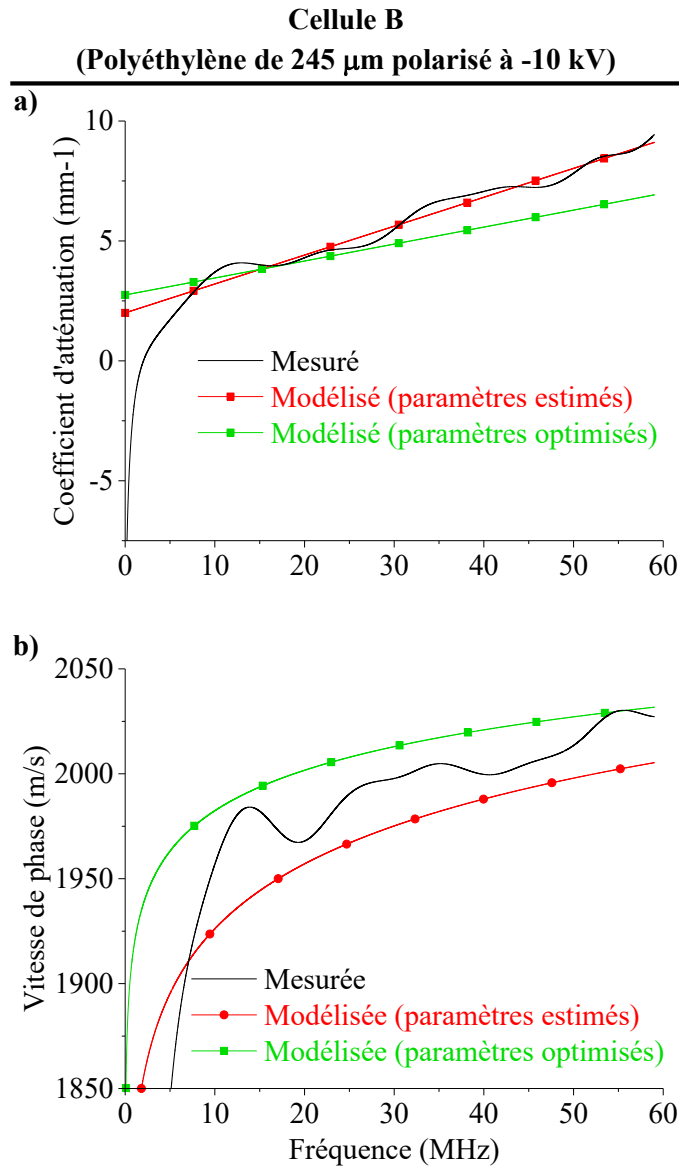 Cellule B
(Polyéthylène de 245 µm polarisé à -10 kV)
a)
Coefficient d'atténuation (mm-1)
10
5
0
-5
Mesuré
Modélisé (paramètres estimés)
Modélisé (paramètres optimisés)
0 10 20 30 40 50 60
b)
Vitesse de phase (m/s)
2050
2000
1950
1900
1850
Mesurée
Modélisée (paramètres estimés)
Modélisée (paramètres optimisés)
0 10 20 30 40 50 60
Fréquence (MHz)